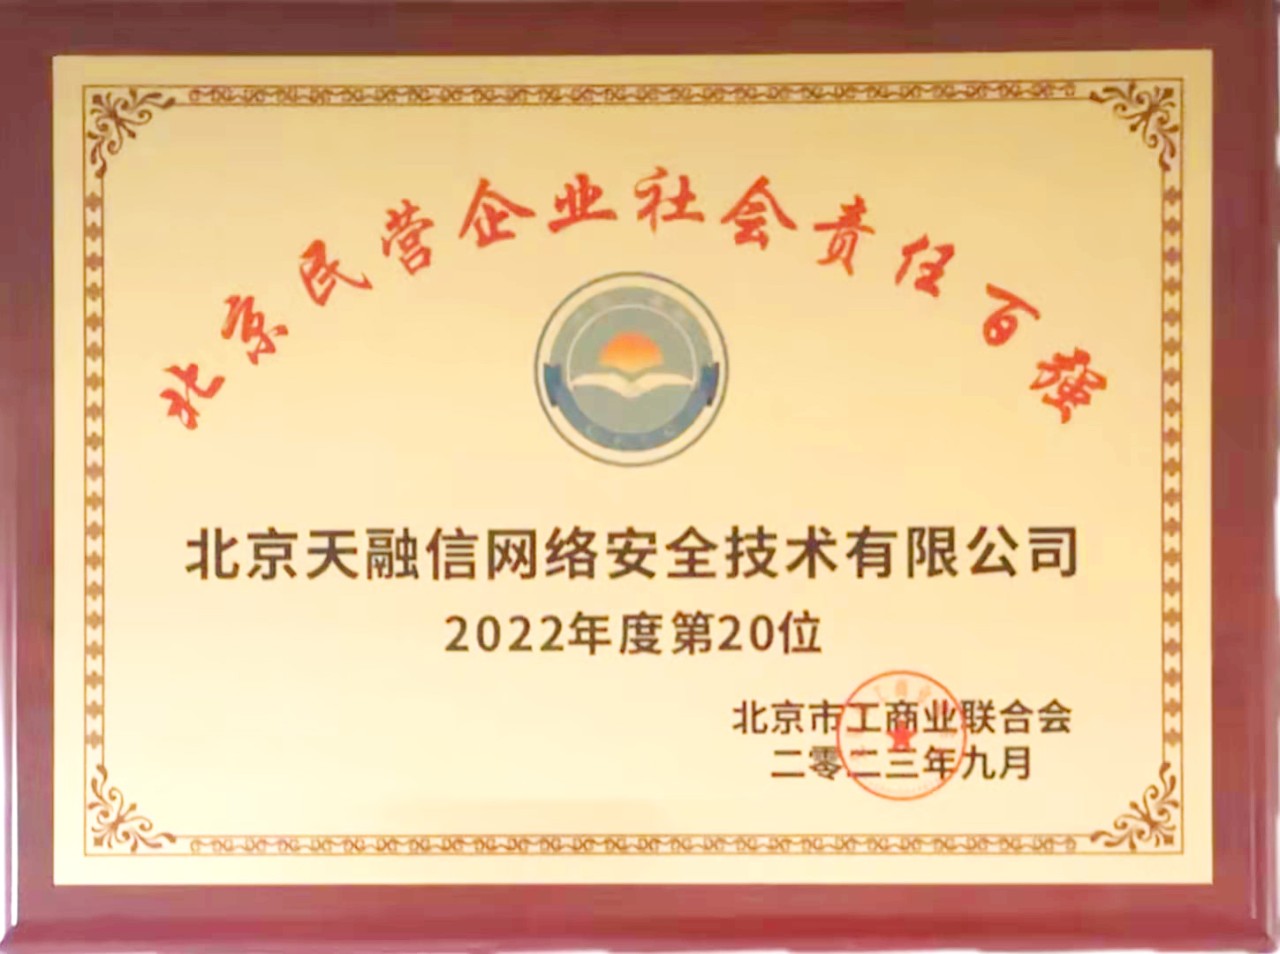 北京民营企业社会责任百强
北京天融信网络安全技术有限公司
2022年度第20位
北京市工商业联合会
二零二三年九月